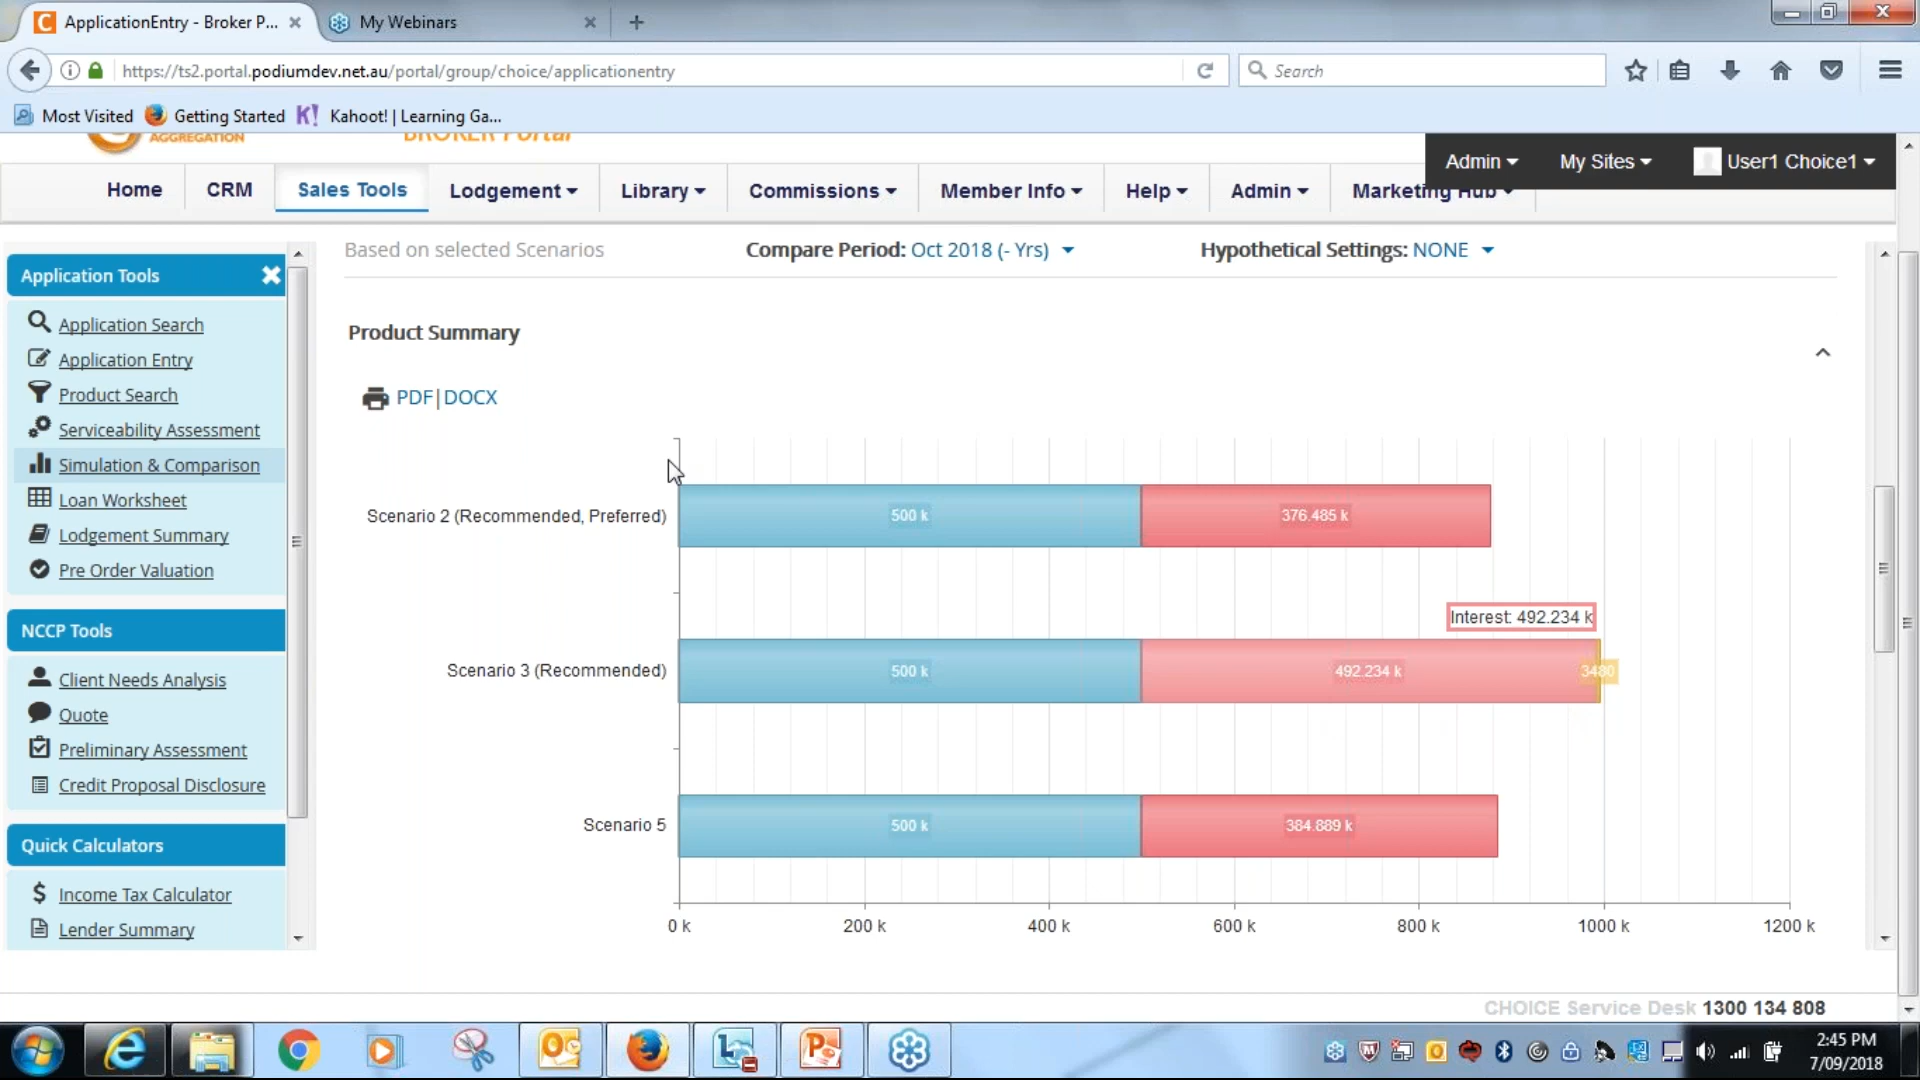 ApplicationEntry - Broker P...
My Webinars
https://ts2.portal.podiumdev.net.au/portal/group/choice/applicationentry
Search
Most Visited
Getting Started
Kahoot! | Learning Ga...
AGGREGATION
BROKER Portal
Admin
My Sites
User1 Choice1
Home
CRM
Sales Tools
Lodgement
Library
Commissions
Member Info
Help
Admin
Marketing Hub
Application Tools
Application Search
Application Entry
Product Search
Serviceability Assessment
Simulation & Comparison
Loan Worksheet
Lodgement Summary
Pre Order Valuation
NCCP Tools
Client Needs Analysis
Quote
Preliminary Assessment
Credit Proposal Disclosure
Quick Calculators
Income Tax Calculator
Lender Summary
Based on selected Scenarios
Compare Period: Oct 2018 (- Yrs)
Hypothetical Settings: NONE
Product Summary
PDF|DOCX
Scenario 2 (Recommended, Preferred)
500 k
376.485 k
Interest: 492.234 k
Scenario 3 (Recommended)
500 k
492.234 k
3480
Scenario 5
500 k
384.889 k
0 k
200 k
400 k
600 k
800 k
1000 k
1200 k
CHOICE Service Desk 1300 134 808
2:45 PM
7/09/2018